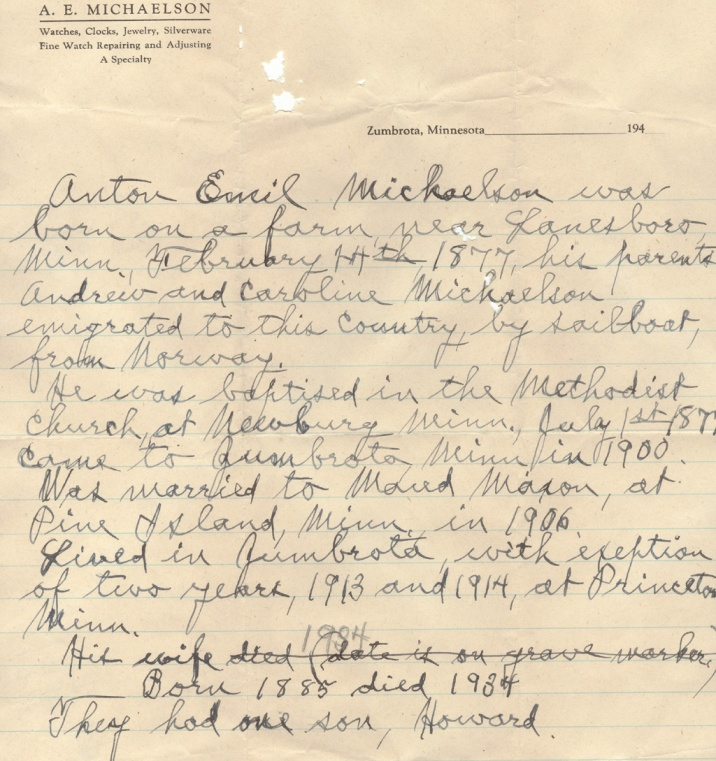 A. E. MICHAELSON
Watches, Clocks, Jewelry, Silverware
Fine Watch Repairing and Adjusting
A Specialty
Zumbrota, Minnesota 194
Anton Emil Michaelson was
born on a farm, near Lanesboro,
Minn., February 14th, 1877, his parents
Andrew and Caroline Michaelson
emigrated to this Country, by sailboat,
from Norway.
He was baptised in the Methodist
Church, at Newburg Minn., July 1st 1877
Came to Zumbrota, Minn in 1900.
Was married to Maud Mason, at
Pine Island, Minn. in 1906
Lived in Zumbrota, with exeption
of two years, 1913 and 1914, at Princeton
Minn.
1934
His wife died (date is on grave marker,)
Born 1885 died 1934
They had one son, Howard.